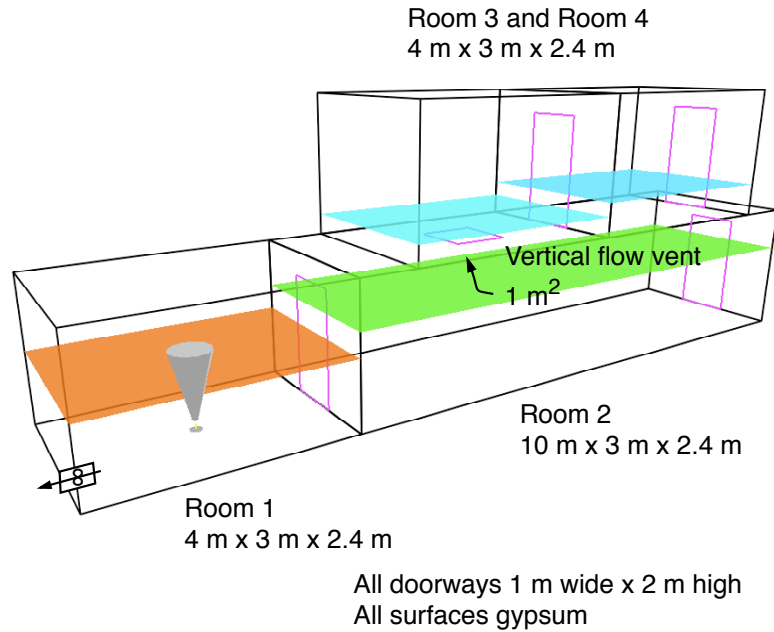 Room 3 and Room 4
4 m x 3 m x 2.4 m
Vertical flow vent
1 m²
Room 2
10 m x 3 m x 2.4 m
Room 1
4 m x 3 m x 2.4 m
All doorways 1 m wide x 2 m high
All surfaces gypsum